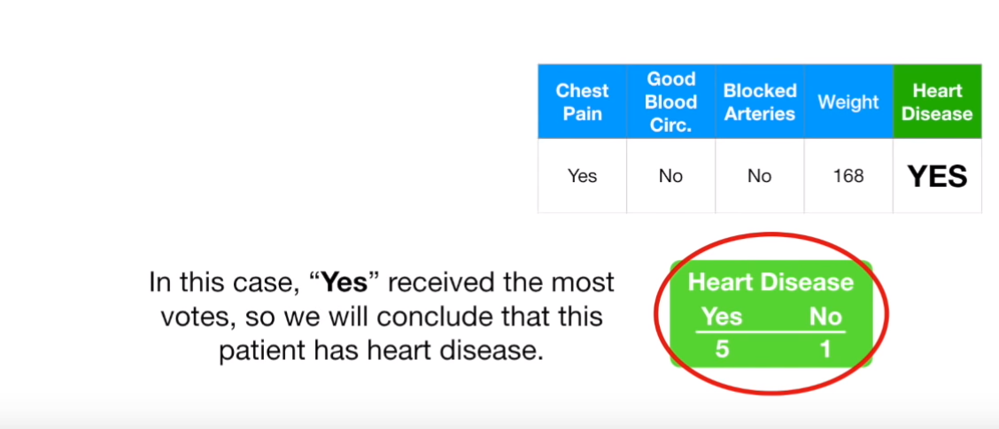 Chest Pain Good Blood Circ. Blocked Arteries Weight Heart Disease
Yes No No 168 YES
In this case, “Yes” received the most
votes, so we will conclude that this
patient has heart disease.
Heart Disease
Yes No
5 1